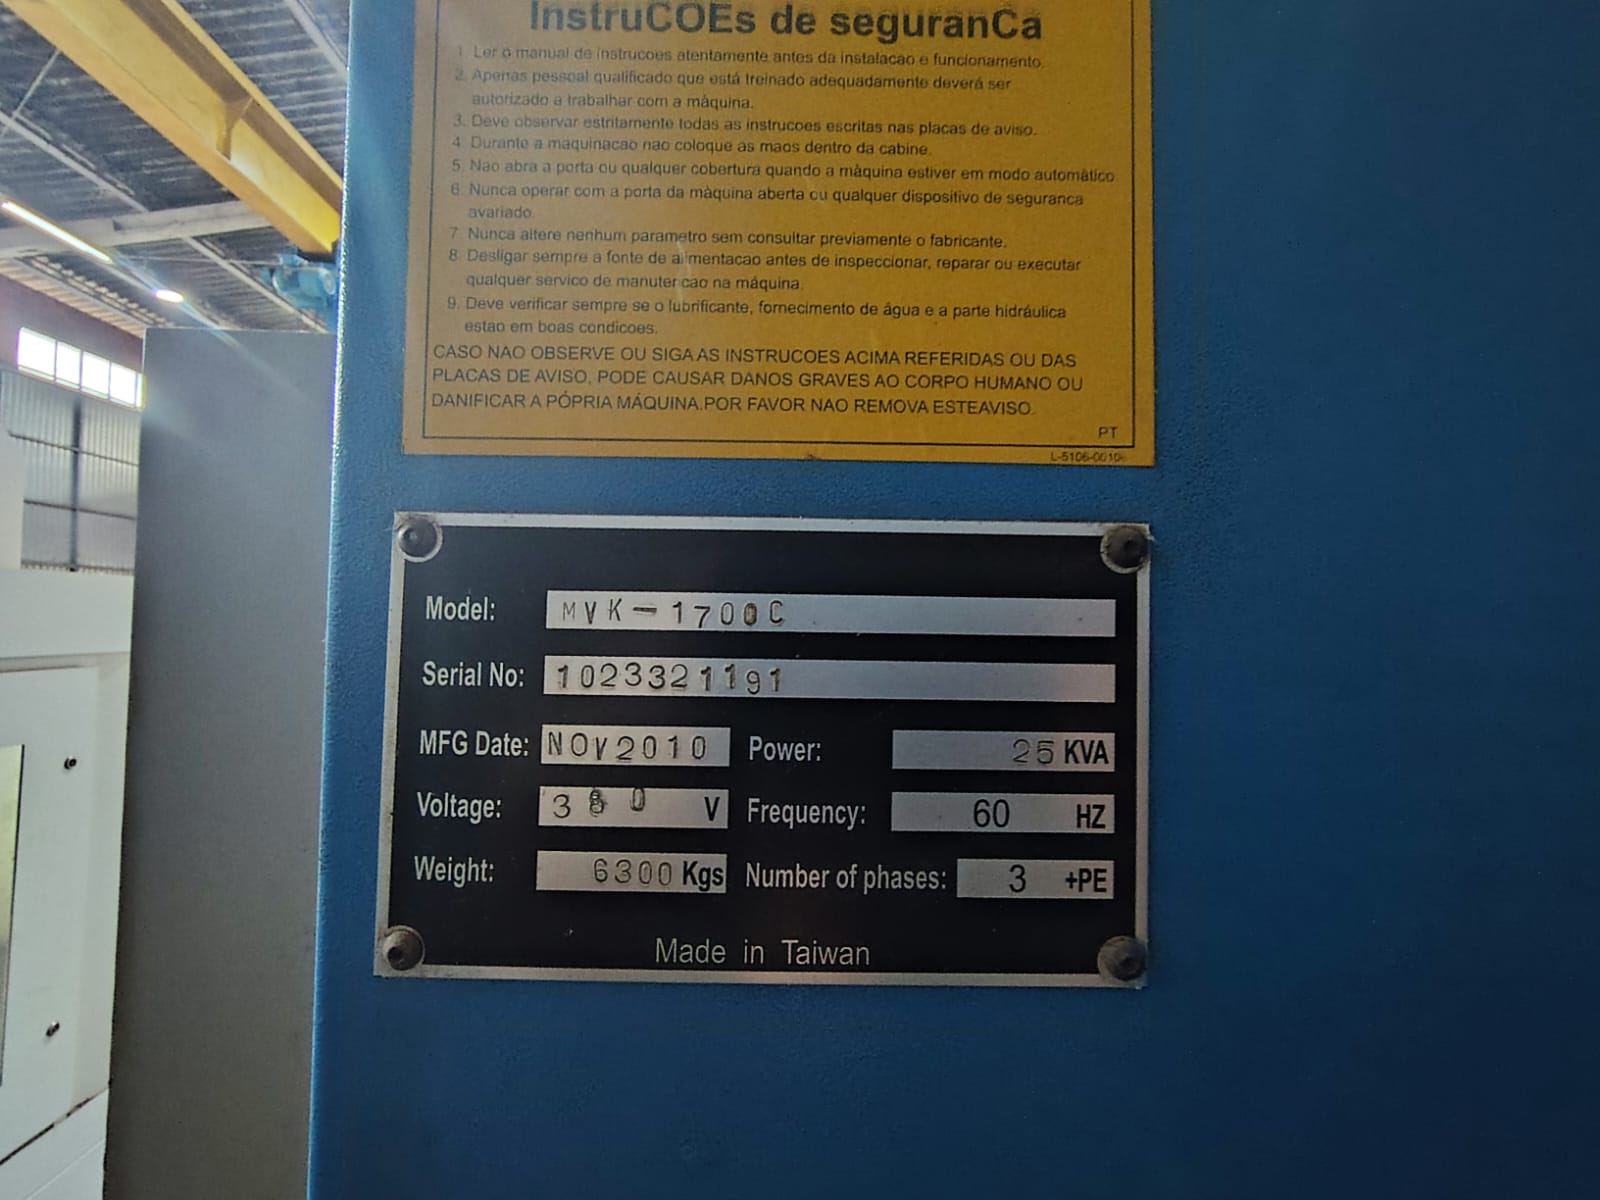 InstruCOEs de seguranCa
1. Ler o manual de instrucoes atentamente antes da instalacao e funcionamento.
2. Apenas pessoal qualificado que está treinado adequadamente deverá ser
autorizado a trabalhar com a màquina.
3. Deve observar estritamente todas as instrucoes escritas nas placas de aviso.
4. Durante a maquinacao nao coloque as maos dentro da cabine.
5. Nao abra a porta ou qualquer cobertura quando a màquina estiver em modo automàtico.
6. Nunca operar com a porta da màquina aberta ou qualquer dispositivo de seguranca
avariado.
7. Nunca altere nenhum parametro sem consultar previamente o fabricante.
8. Desligar sempre a fonte de alimentacao antes de inspeccionar, reparar ou executar
qualquer servico de manutencao na máquina.
9. Deve verificar sempre se o lubrificante, fornecimento de água e a parte hidráulica
estao em boas condicoes.
CASO NAO OBSERVE OU SIGA AS INSTRUCOES ACIMA REFERIDAS OU DAS
PLACAS DE AVISO, PODE CAUSAR DANOS GRAVES AO CORPO HUMANO OU
DANIFICAR A PÓPRIA MÁQUINA.POR FAVOR NAO REMOVA ESTEAVISO.
PT
Model: MVK-1700C
Serial No: 1023321191
MFG Date: NOV2010 Power: 25 KVA
Voltage: 380 V Frequency: 60 HZ
Weight: 6300 Kgs Number of phases: 3 +PE
Made in Taiwan